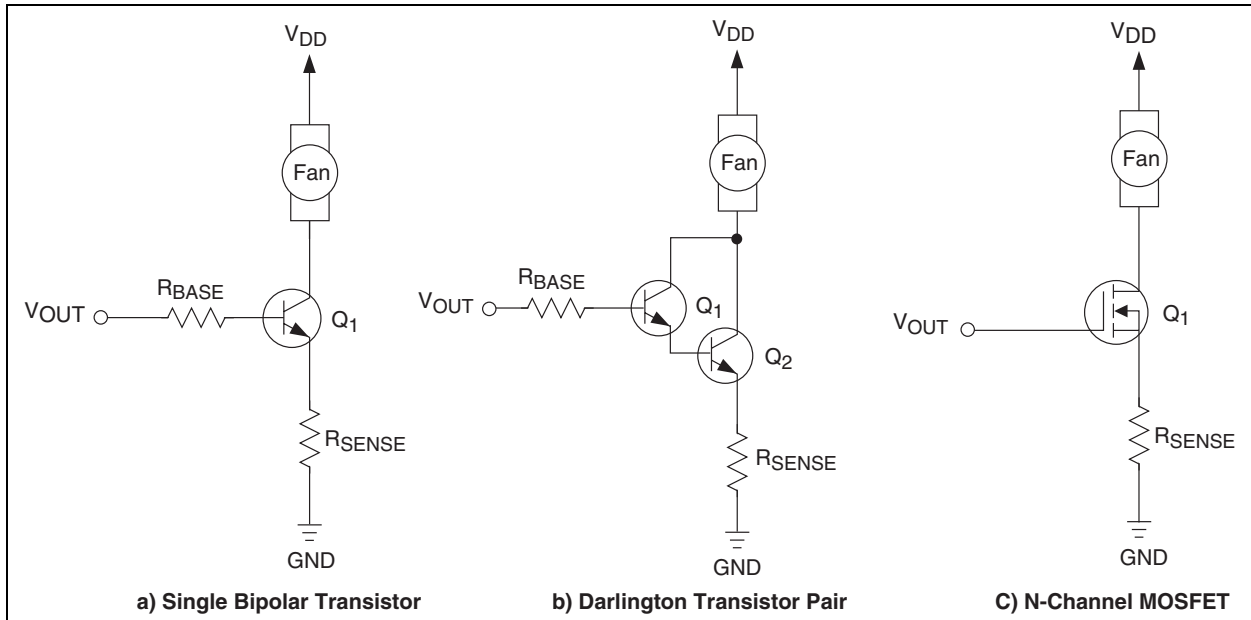 VDD
Fan
RBASE
VOUT
Q1
RSENSE
GND
a) Single Bipolar Transistor
VDD
Fan
RBASE
VOUT
Q1
Q2
RSENSE
GND
b) Darlington Transistor Pair
VDD
Fan
VOUT
Q1
RSENSE
GND
C) N-Channel MOSFET